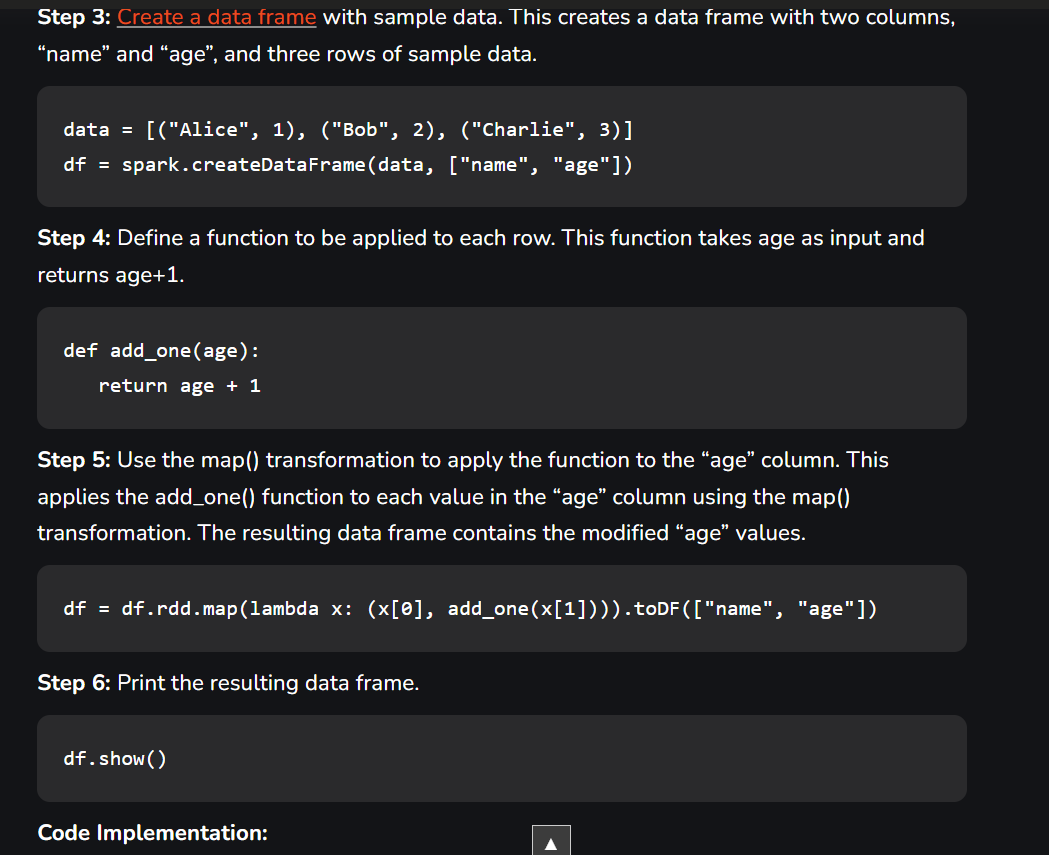 Step 3: Create a data frame with sample data. This creates a data frame with two columns,
“name” and “age”, and three rows of sample data.
data = [("Alice", 1), ("Bob", 2), ("Charlie", 3)]
df = spark.createDataFrame(data, ["name", "age"])
Step 4: Define a function to be applied to each row. This function takes age as input and
returns age+1.
def add_one(age):
   return age + 1
Step 5: Use the map() transformation to apply the function to the “age” column. This
applies the add_one() function to each value in the “age” column using the map()
transformation. The resulting data frame contains the modified “age” values.
df = df.rdd.map(lambda x: (x[0], add_one(x[1]))).toDF(["name", "age"])
Step 6: Print the resulting data frame.
df.show()
Code Implementation: